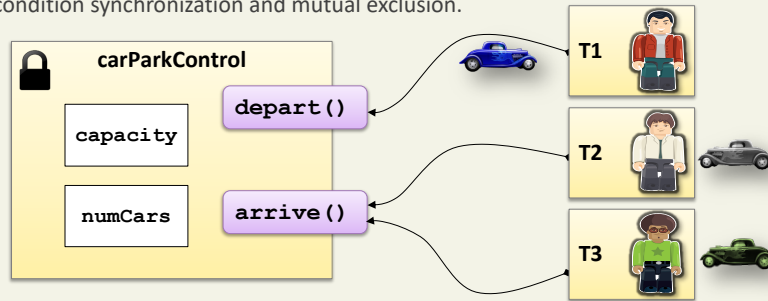 condition synchronization and mutual exclusion.
carParkControl
depart()
capacity
numCars
arrive()
T1
T2
T3